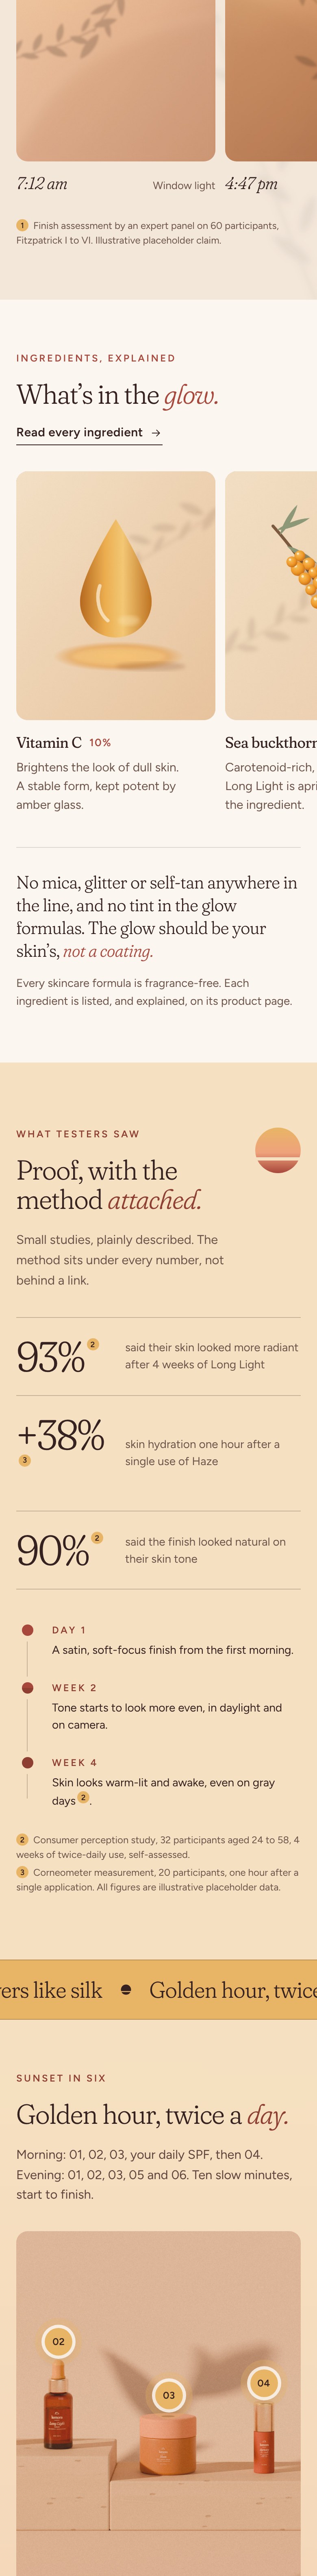 7:12 am
Window light
4:47 pm
1 Finish assessment by an expert panel on 60 participants,
Fitzpatrick I to VI. Illustrative placeholder claim.
INGREDIENTS, EXPLAINED
What's in the glow.
Read every ingredient →
Vitamin C 10%
Brightens the look of dull skin.
A stable form, kept potent by
amber glass.
Sea buckthorn
Carotenoid-rich,
Long Light is apri
the ingredient.
No mica, glitter or self-tan anywhere in
the line, and no tint in the glow
formulas. The glow should be your
skin's, not a coating.
Every skincare formula is fragrance-free. Each
ingredient is listed, and explained, on its product page.
WHAT TESTERS SAW
Proof, with the
method attached.
Small studies, plainly described. The
method sits under every number, not
behind a link.
93% 2
said their skin looked more radiant
after 4 weeks of Long Light
+38%
3
skin hydration one hour after a
single use of Haze
90% 2
said the finish looked natural on
their skin tone
DAY 1
A satin, soft-focus finish from the first morning.
WEEK 2
Tone starts to look more even, in daylight and
on camera.
WEEK 4
Skin looks warm-lit and awake, even on gray
days 2.
2 Consumer perception study, 32 participants aged 24 to 58, 4
weeks of twice-daily use, self-assessed.
3 Corneometer measurement, 20 participants, one hour after a
single application. All figures are illustrative placeholder data.
ers like silk
Golden hour, twice
SUNSET IN SIX
Golden hour, twice a day.
Morning: 01, 02, 03, your daily SPF, then 04.
Evening: 01, 02, 03, 05 and 06. Ten slow minutes,
start to finish.
02
03
04